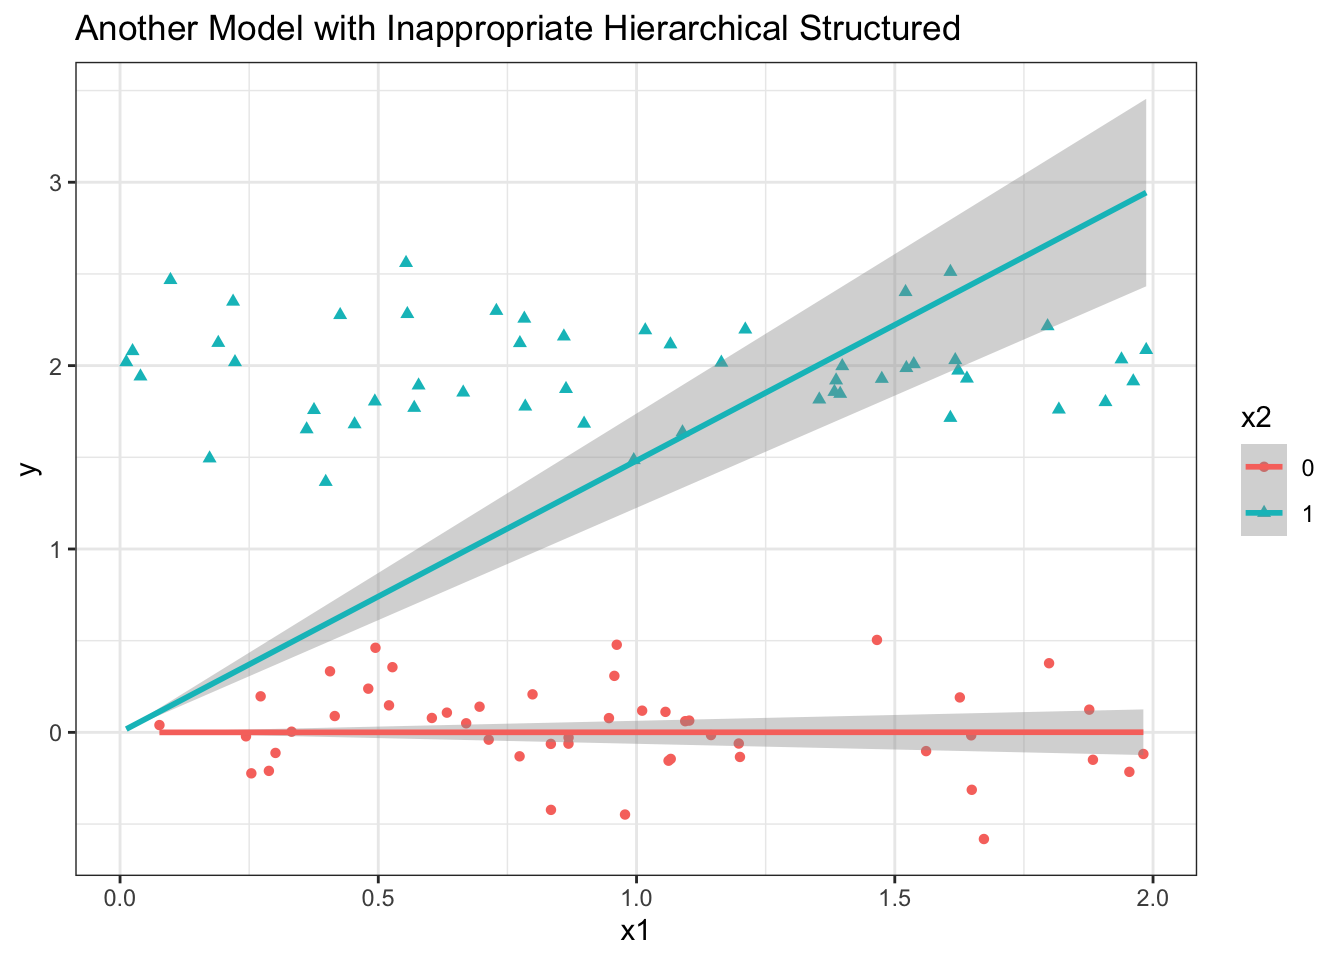 Another Model with Inappropriate Hierarchical Structured
3
2
1
0
y
0.0 0.5 1.0 1.5 2.0
x1
x2
0
1